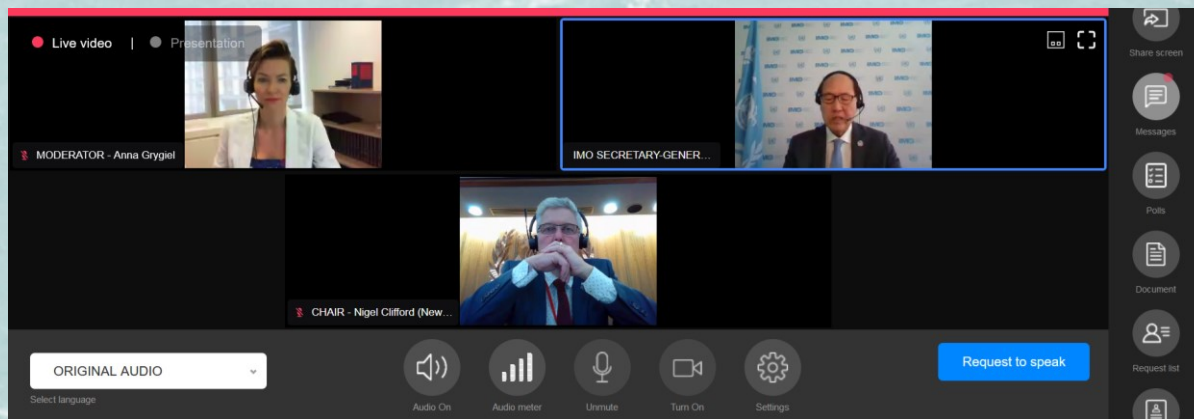 Live video | Presentation
Share screen
MODERATOR - Anna Grygiel
IMO SECRETARY-GENER...
Messages
Polls
Document
CHAIR - Nigel Clifford (New...
Request list
ORIGINAL AUDIO
Select language
Audio On
Audio meter
Unmute
Turn On
Settings
Request to speak